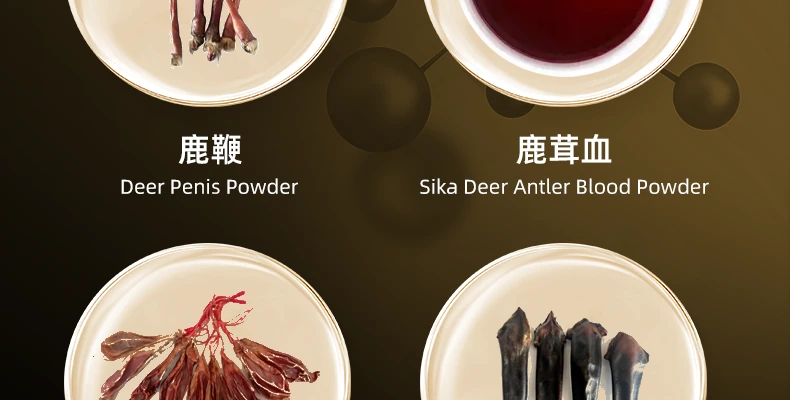 鹿鞭
Deer Penis Powder
鹿茸血
Sika Deer Antler Blood Powder